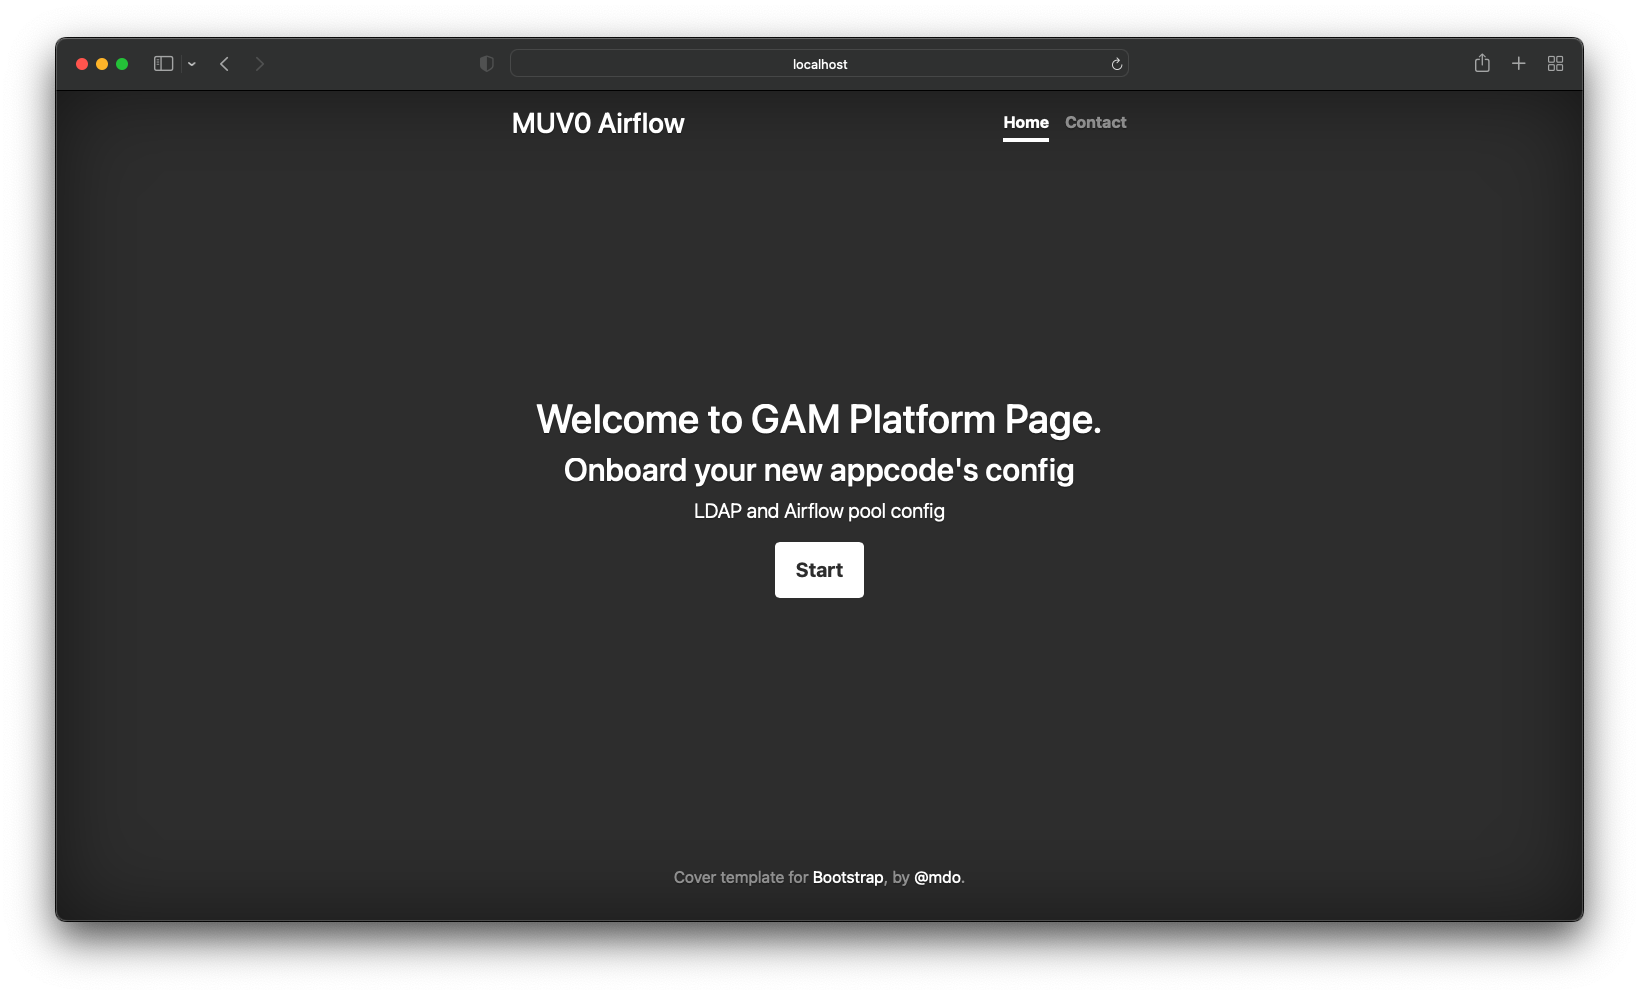 localhost
MUV0 Airflow
Home Contact
Welcome to GAM Platform Page.
Onboard your new appcode's config
LDAP and Airflow pool config
Start
Cover template for Bootstrap, by @mdo.